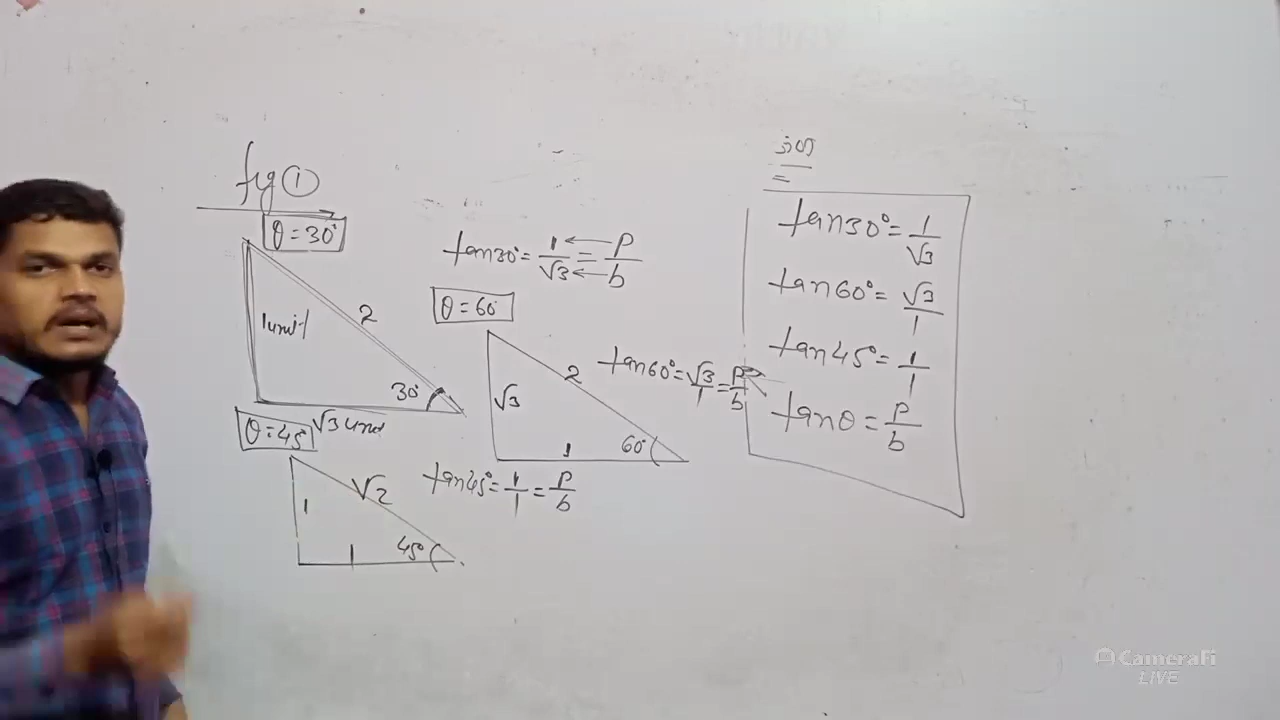 fig ①
θ = 30°
1 unit
2
30°
√3 unit
tan30° = 1/√3 = P/b
θ = 60°
√3
2
1
60°
tan60° = √3/1 = P/b
θ = 45°
1
√2
1
45°
tan45° = 1/1 = P/b
tan30° = 1/√3
tan60° = √3/1
tan45° = 1/1
tanθ = P/b
CameraFi
LIVE